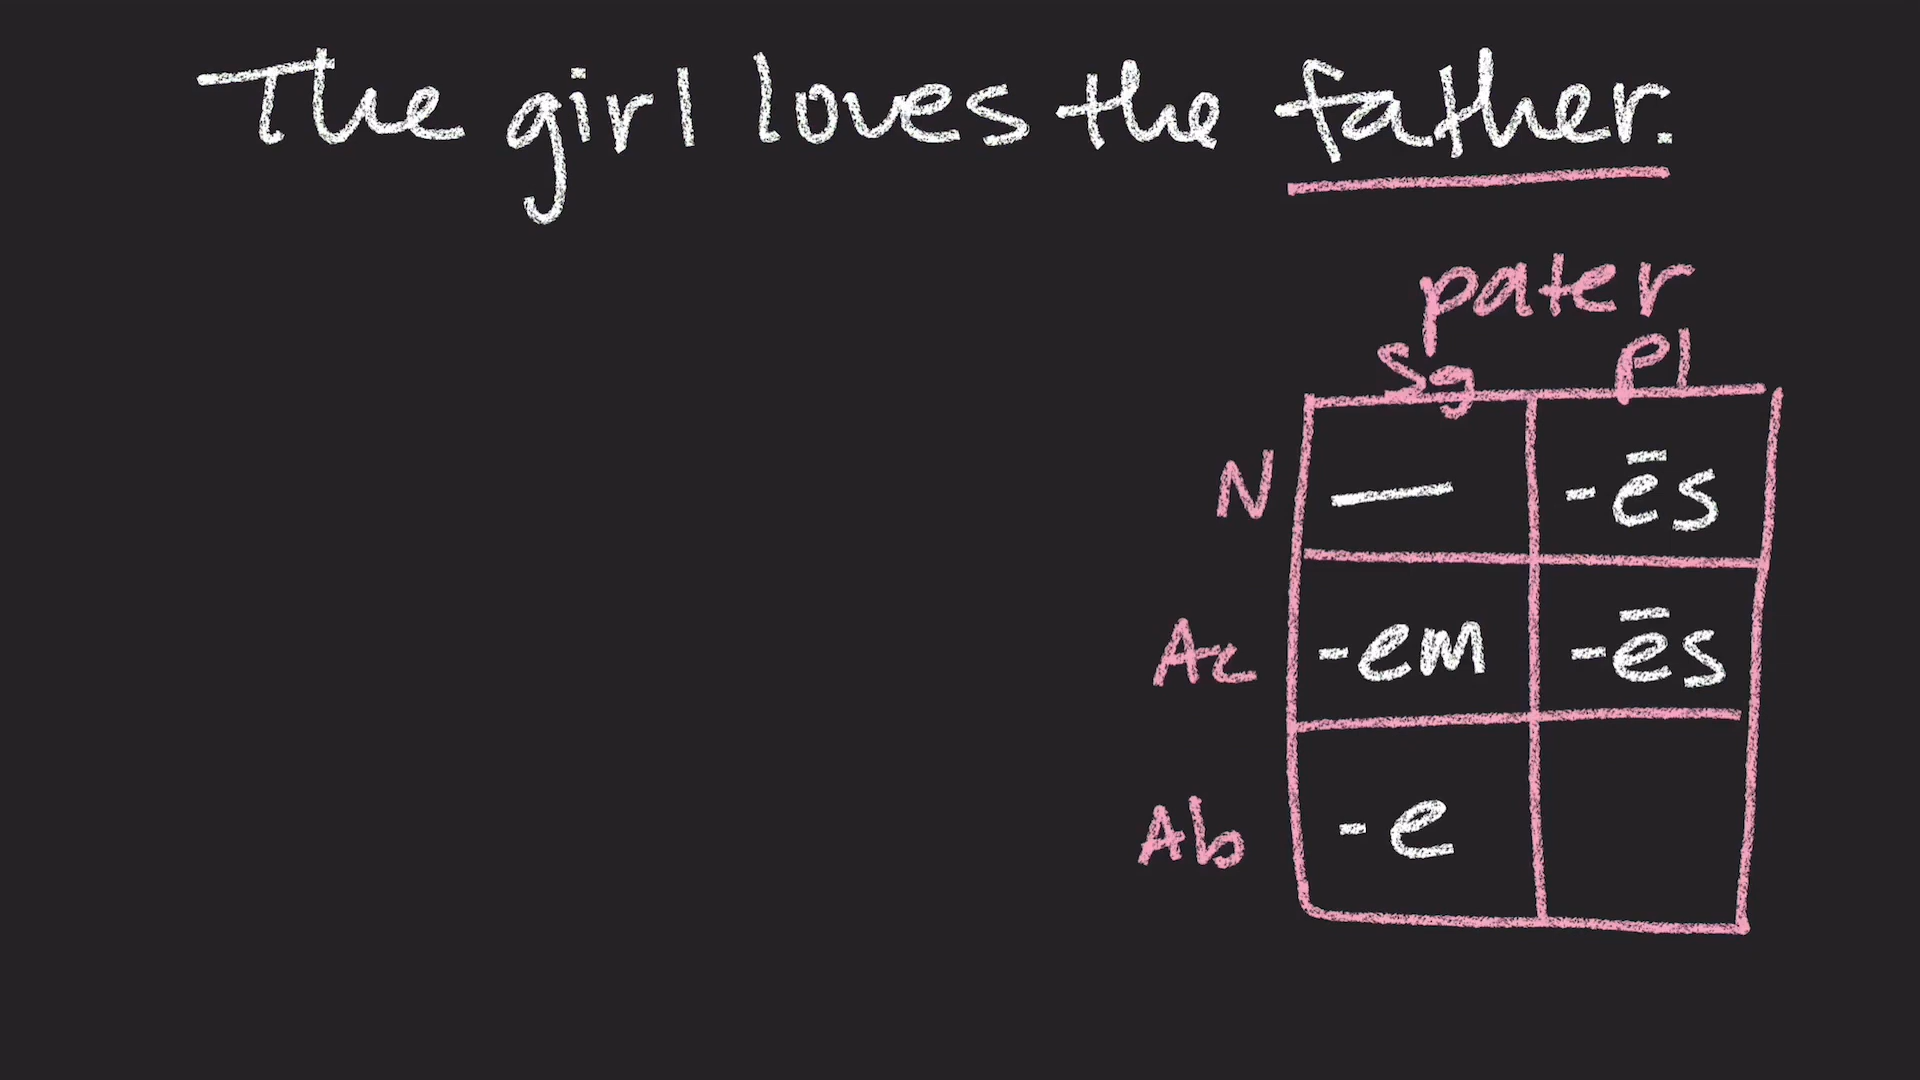 The girl loves the father.
pater
Sg Pl
N — -ēs
Ac -em -ēs
Ab -e